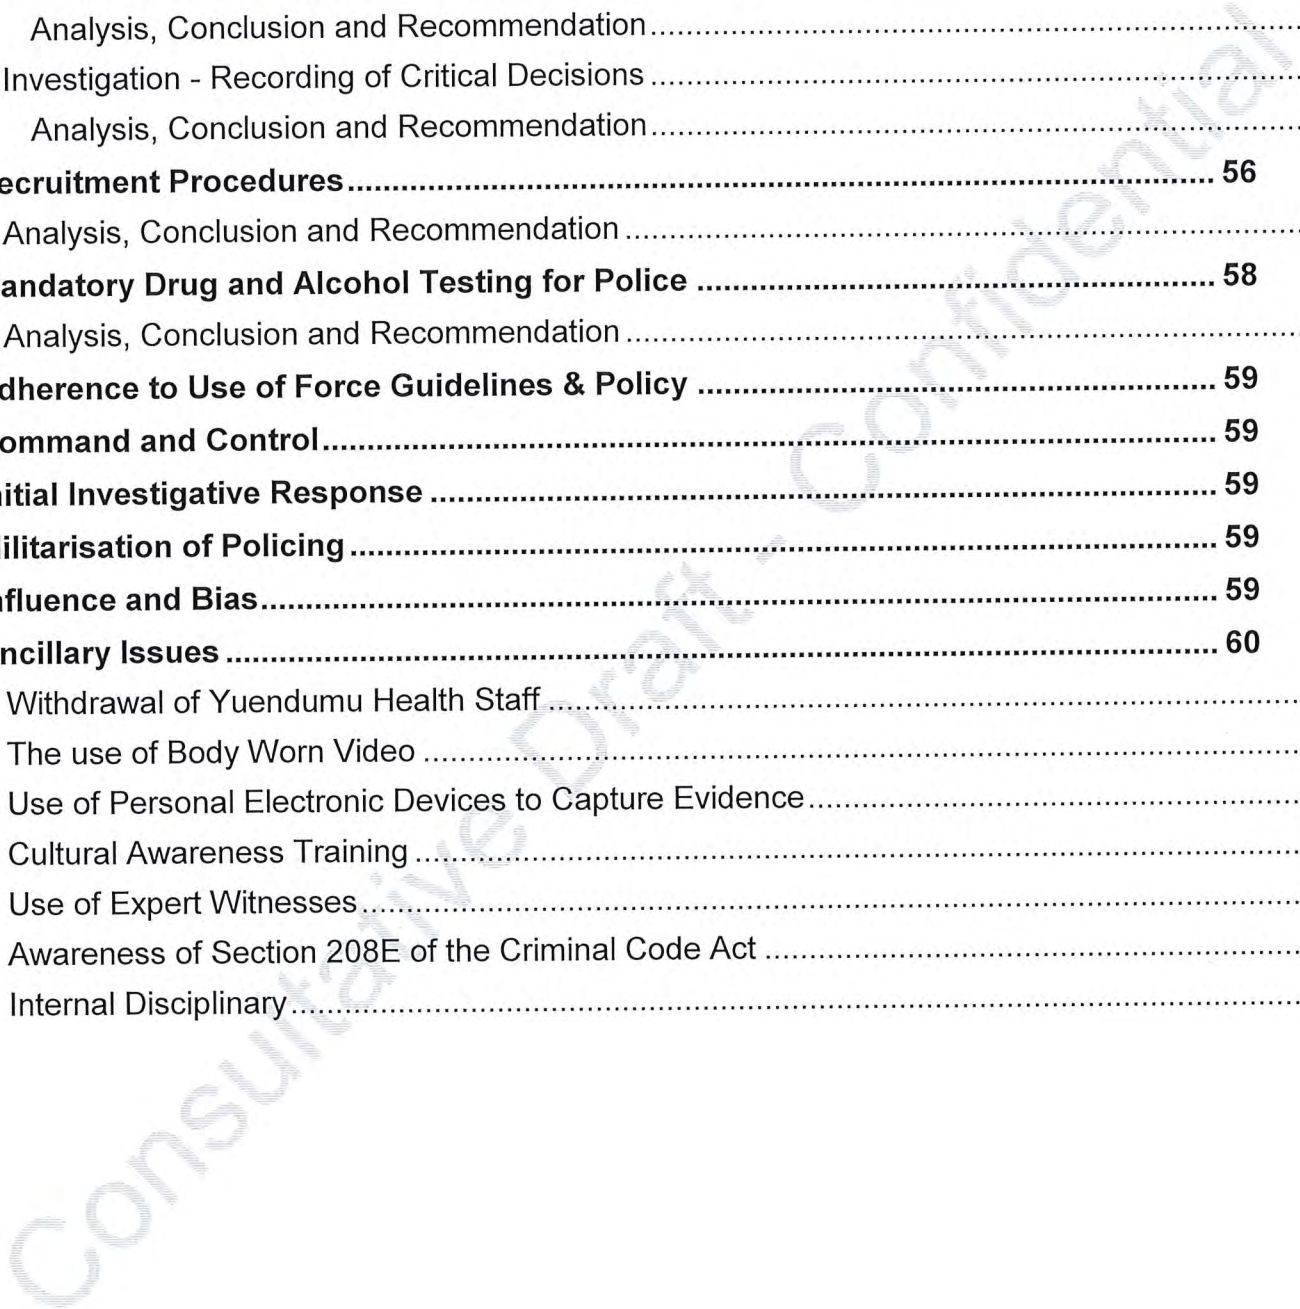 Analysis, Conclusion and Recommendation
Investigation - Recording of Critical Decisions
Analysis, Conclusion and Recommendation
ecruitment Procedures 56
Analysis, Conclusion and Recommendation
andatory Drug and Alcohol Testing for Police 58
Analysis, Conclusion and Recommendation
dherence to Use of Force Guidelines & Policy 59
ommand and Control 59
nitial Investigative Response 59
ilitarisation of Policing 59
nfluence and Bias 59
ncillary Issues 60
Withdrawal of Yuendumu Health Staff
The use of Body Worn Video
Use of Personal Electronic Devices to Capture Evidence
Cultural Awareness Training
Use of Expert Witnesses
Awareness of Section 208E of the Criminal Code Act
Internal Disciplinary
Consultative Draft - Confidential